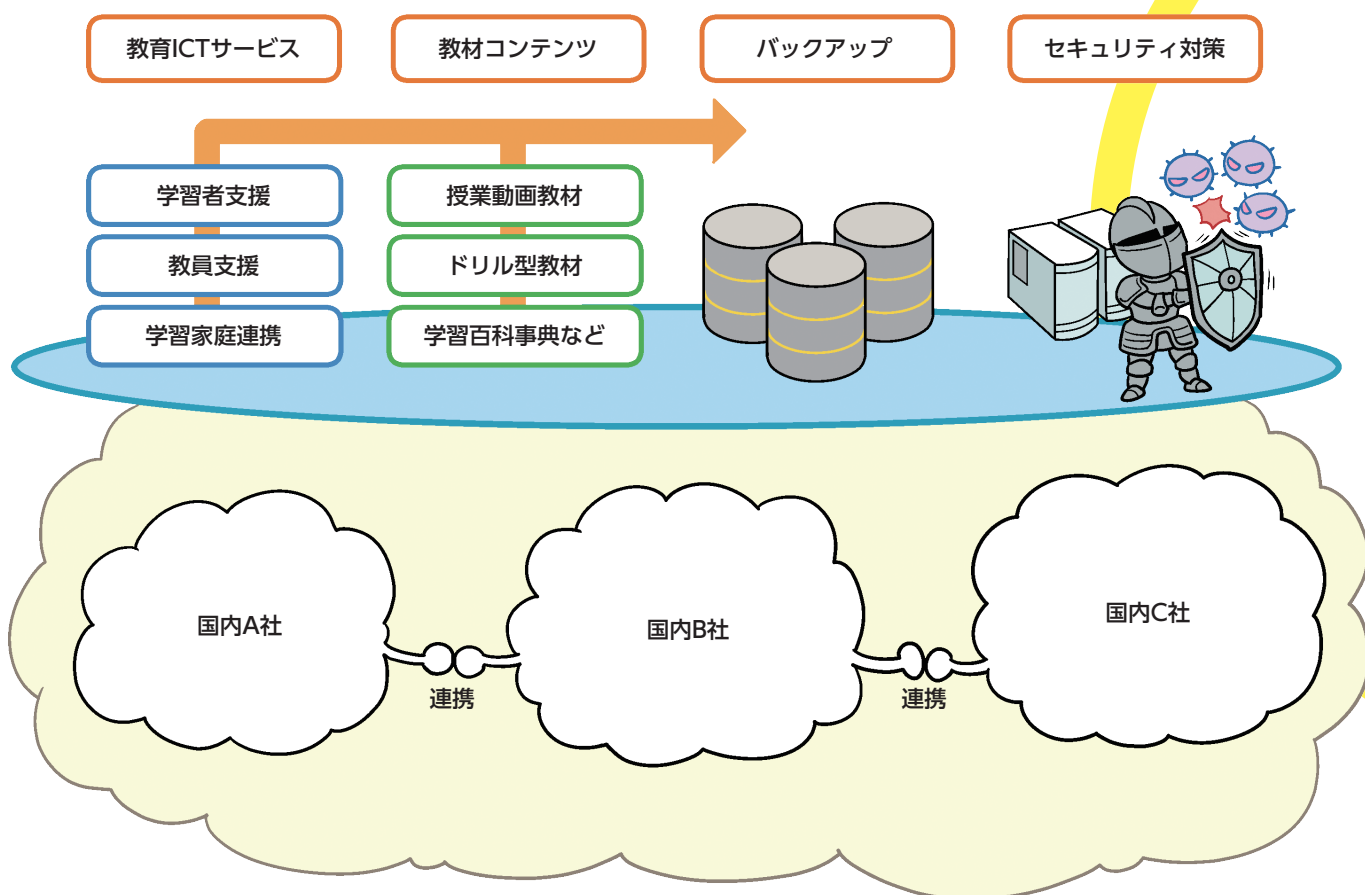 教育ICTサービス
教材コンテンツ
バックアップ
セキュリティ対策
学習者支援
教員支援
学習家庭連携
授業動画教材
ドリル型教材
学習百科事典など
国内A社
連携
国内B社
連携
国内C社